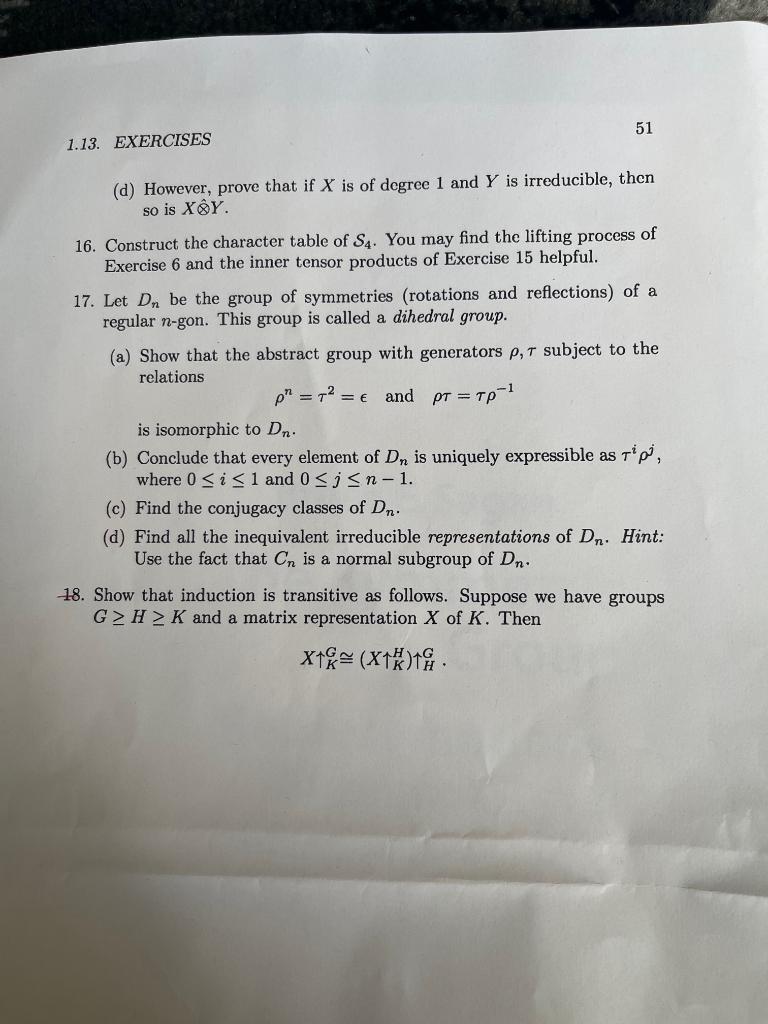 51
1.13. EXERCISES
(d) However, prove that if X is of degree 1 and Y is irreducible, then
so is X⊗̂Y.
16. Construct the character table of S₄. You may find the lifting process of
Exercise 6 and the inner tensor products of Exercise 15 helpful.
17. Let Dₙ be the group of symmetries (rotations and reflections) of a
regular n-gon. This group is called a dihedral group.
(a) Show that the abstract group with generators ρ, τ subject to the
relations
ρⁿ = τ² = ϵ and ρτ = τρ⁻¹
is isomorphic to Dₙ.
(b) Conclude that every element of Dₙ is uniquely expressible as τⁱρʲ,
where 0 ≤ i ≤ 1 and 0 ≤ j ≤ n − 1.
(c) Find the conjugacy classes of Dₙ.
(d) Find all the inequivalent irreducible representations of Dₙ. Hint:
Use the fact that Cₙ is a normal subgroup of Dₙ.
18. Show that induction is transitive as follows. Suppose we have groups
G ≥ H ≥ K and a matrix representation X of K. Then
X↑_K^G ≅ (X↑_K^H)↑_H^G .